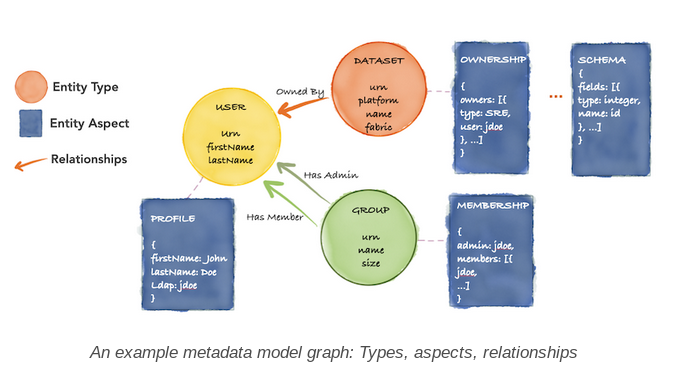 Entity Type
Entity Aspect
Relationships
USER
Urn
firstName
lastName
Owned By
DATASET
urn
platform
name
fabric
OWNERSHIP
{
owners: [{
type: SRE,
user: jdoe
}, ...]
}
...
SCHEMA
{
fields: [{
type: integer,
name: id
}, ...]
}
Has Admin
Has Member
PROFILE
{
firstName: John
lastName: Doe
Ldap: jdoe
}
GROUP
urn
name
size
MEMBERSHIP
{
admin: jdoe,
members: [{
jdoe,
...]
}
An example metadata model graph: Types, aspects, relationships